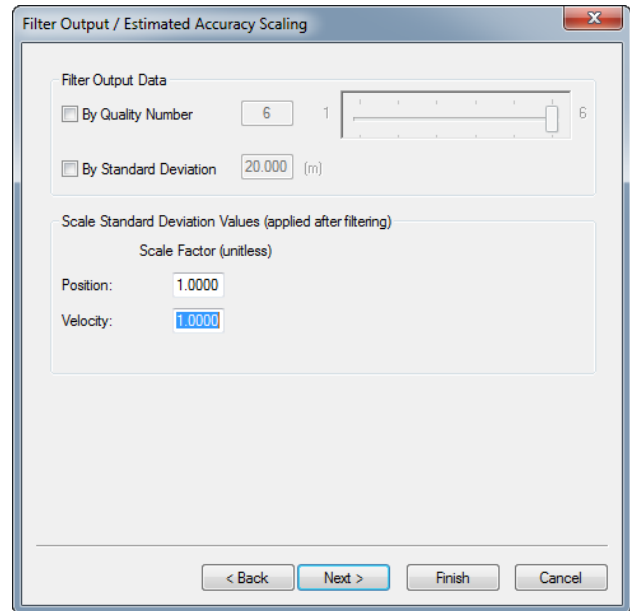 Filter Output / Estimated Accuracy Scaling
Filter Output Data
By Quality Number 6 1 6
By Standard Deviation 20.000 (m)
Scale Standard Deviation Values (applied after filtering)
Scale Factor (unitless)
Position: 1.0000
Velocity: 1.0000
< Back Next > Finish Cancel